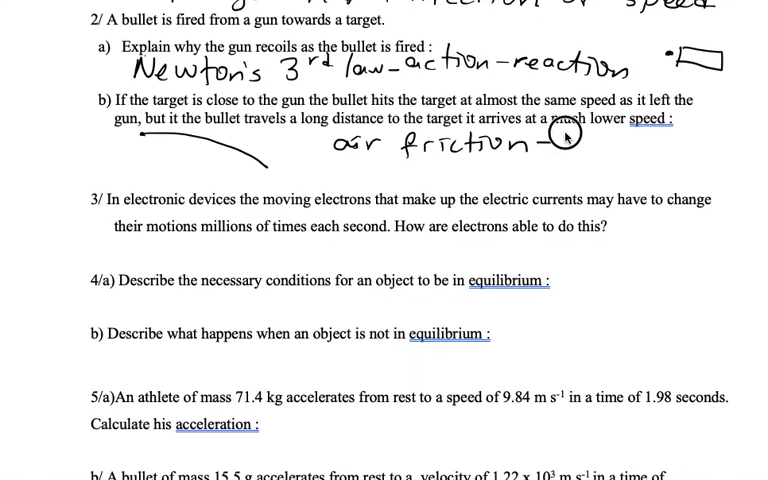 speed
2/ A bullet is fired from a gun towards a target.
a) Explain why the gun recoils as the bullet is fired :
Newton's 3rd law-action-reaction
b) If the target is close to the gun the bullet hits the target at almost the same speed as it left the
gun, but it the bullet travels a long distance to the target it arrives at a much lower speed :
air friction-
3/ In electronic devices the moving electrons that make up the electric currents may have to change
their motions millions of times each second. How are electrons able to do this?
4/a) Describe the necessary conditions for an object to be in equilibrium :
b) Describe what happens when an object is not in equilibrium :
5/a)An athlete of mass 71.4 kg accelerates from rest to a speed of 9.84 m s⁻¹ in a time of 1.98 seconds.
Calculate his acceleration :
b/ A bullet of mass 15.5 g accelerates from rest to a velocity of 1.22 x 10³ m s⁻¹ in a time of